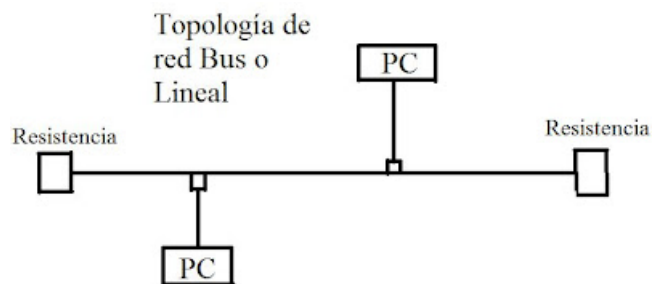 Topología de
red Bus o
Lineal
PC
Resistencia
Resistencia
PC